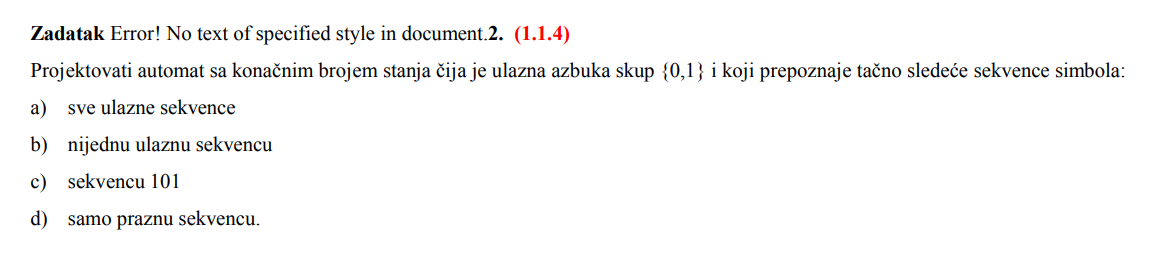 Zadatak Error! No text of specified style in document.2. (1.1.4)
Projektovati automat sa konačnim brojem stanja čija je ulazna azbuka skup {0,1} i koji prepoznaje tačno sledeće sekvence simbola:
a) sve ulazne sekvence
b) nijednu ulaznu sekvencu
c) sekvencu 101
d) samo praznu sekvencu.